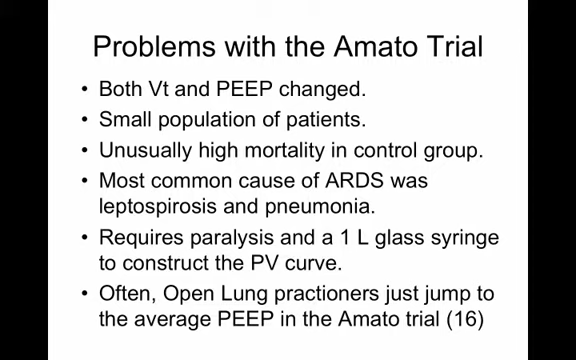 Problems with the Amato Trial
• Both Vt and PEEP changed.
• Small population of patients.
• Unusually high mortality in control group.
• Most common cause of ARDS was
leptospirosis and pneumonia.
• Requires paralysis and a 1 L glass syringe
to construct the PV curve.
• Often, Open Lung practioners just jump to
the average PEEP in the Amato trial (16)